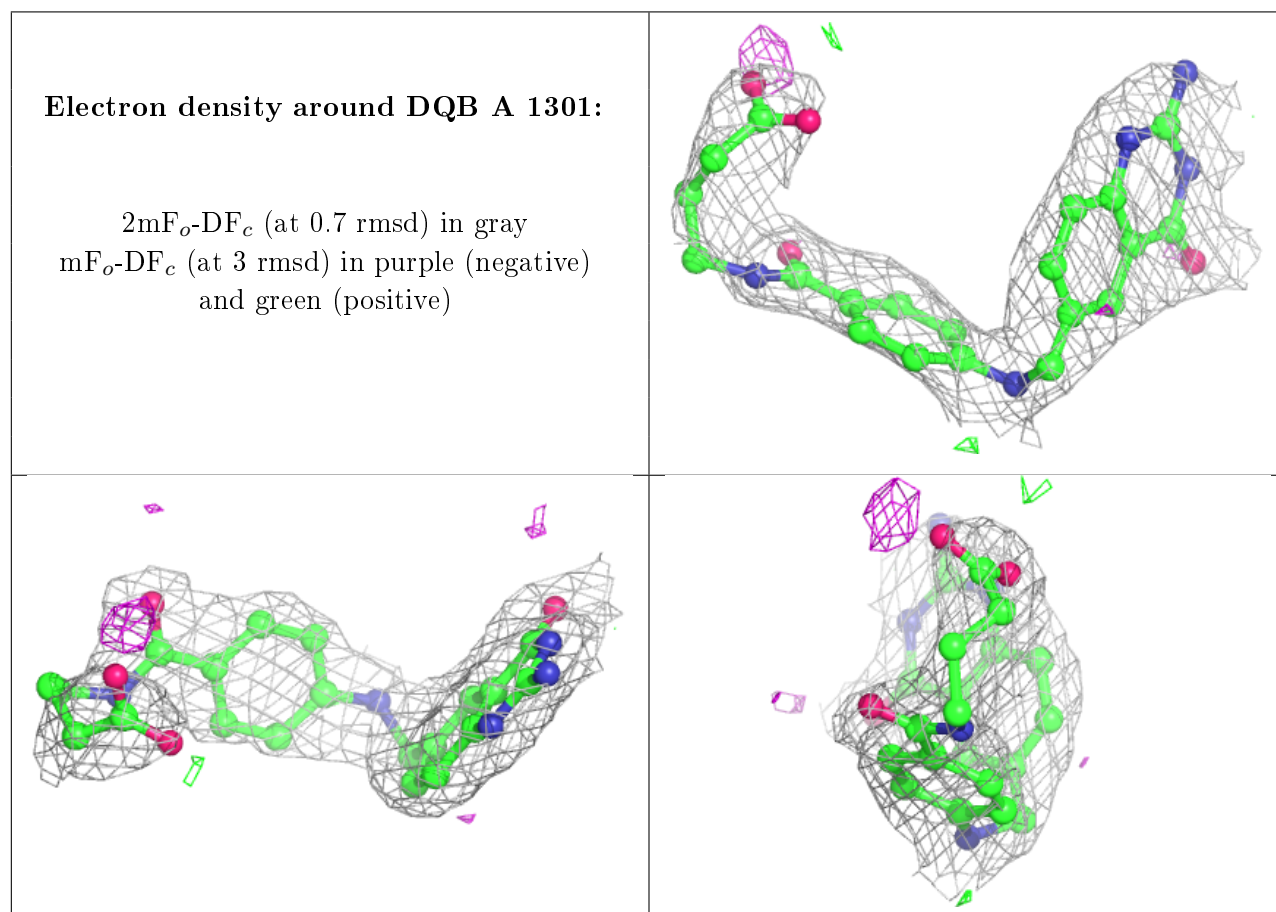 Electron density around DQB A 1301:
2mFₒ-DF𝒸 (at 0.7 rmsd) in gray
mFₒ-DF𝒸 (at 3 rmsd) in purple (negative)
and green (positive)